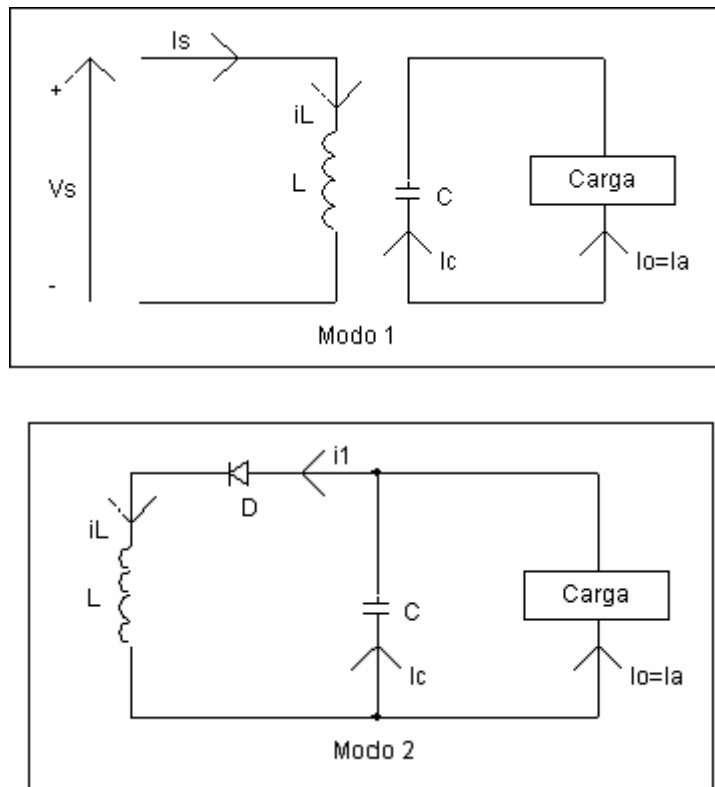 Is
+
iL
L
Vs
-
C
Carga
Ic
Io=Ia
Modo 1
i1
D
iL
L
C
Carga
Ic
Io=Ia
Modo 2